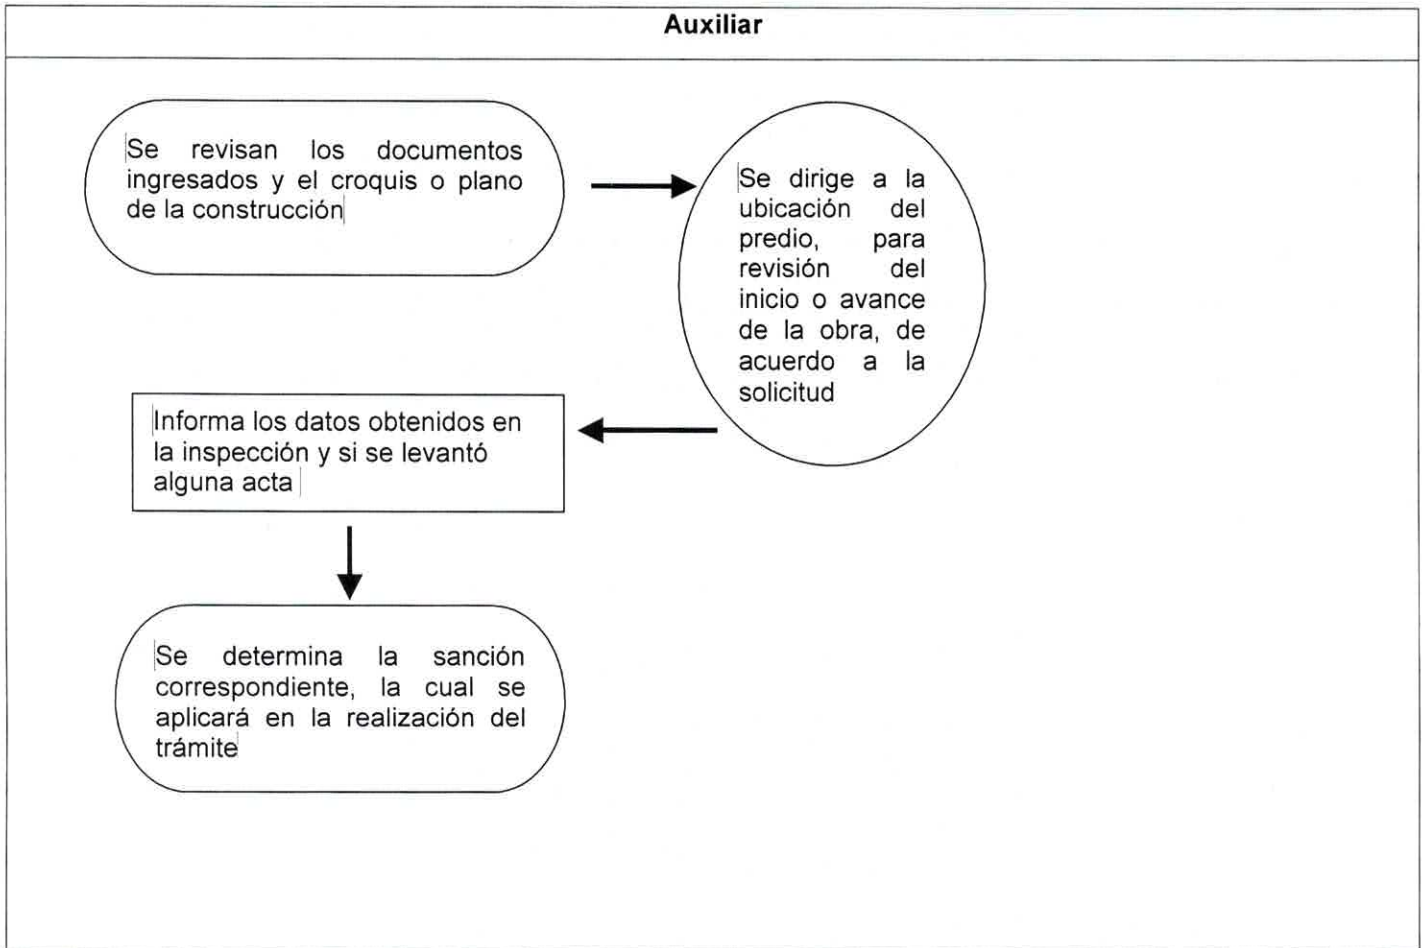 Auxiliar
Se revisan los documentos
ingresados y el croquis o plano
de la construcción
Se dirige a la
ubicación del
predio, para
revisión del
inicio o avance
de la obra, de
acuerdo a la
solicitud
Informa los datos obtenidos en
la inspección y si se levantó
alguna acta
Se determina la sanción
correspondiente, la cual se
aplicará en la realización del
trámite